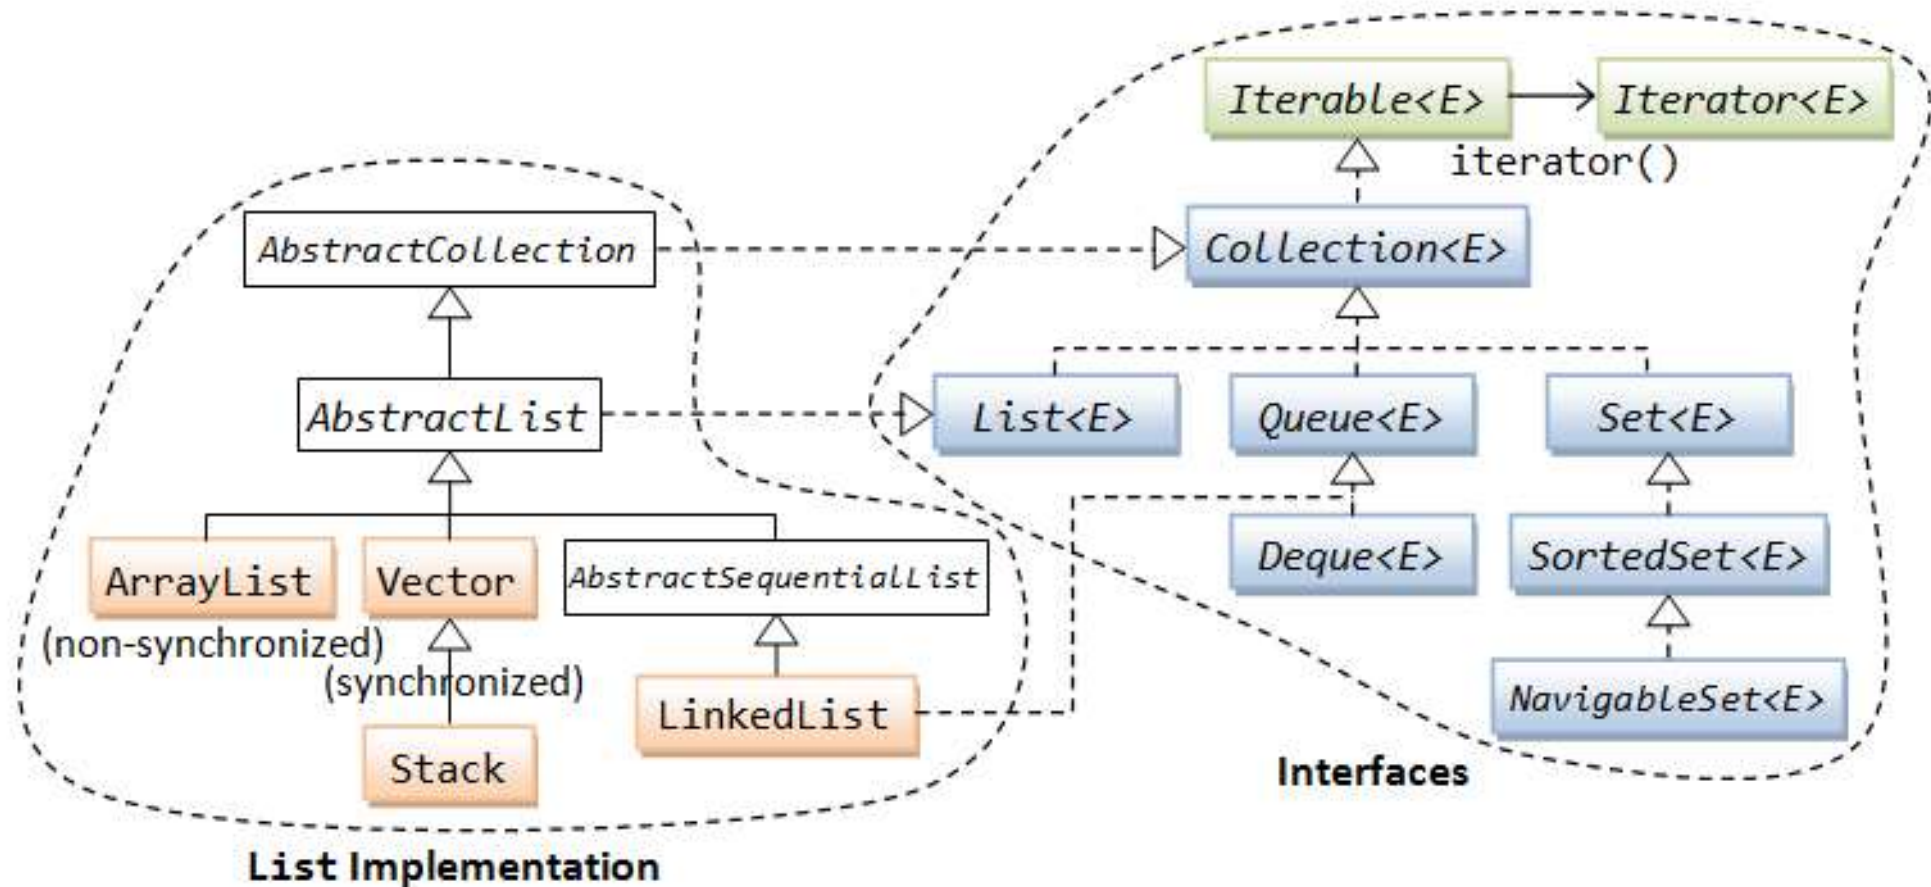 Iterable<E>
Iterator<E>
iterator()
AbstractCollection
Collection<E>
AbstractList
List<E>
Queue<E>
Set<E>
ArrayList
Vector
AbstractSequentialList
Deque<E>
SortedSet<E>
(non-synchronized)
(synchronized)
LinkedList
NavigableSet<E>
Stack
Interfaces
List Implementation